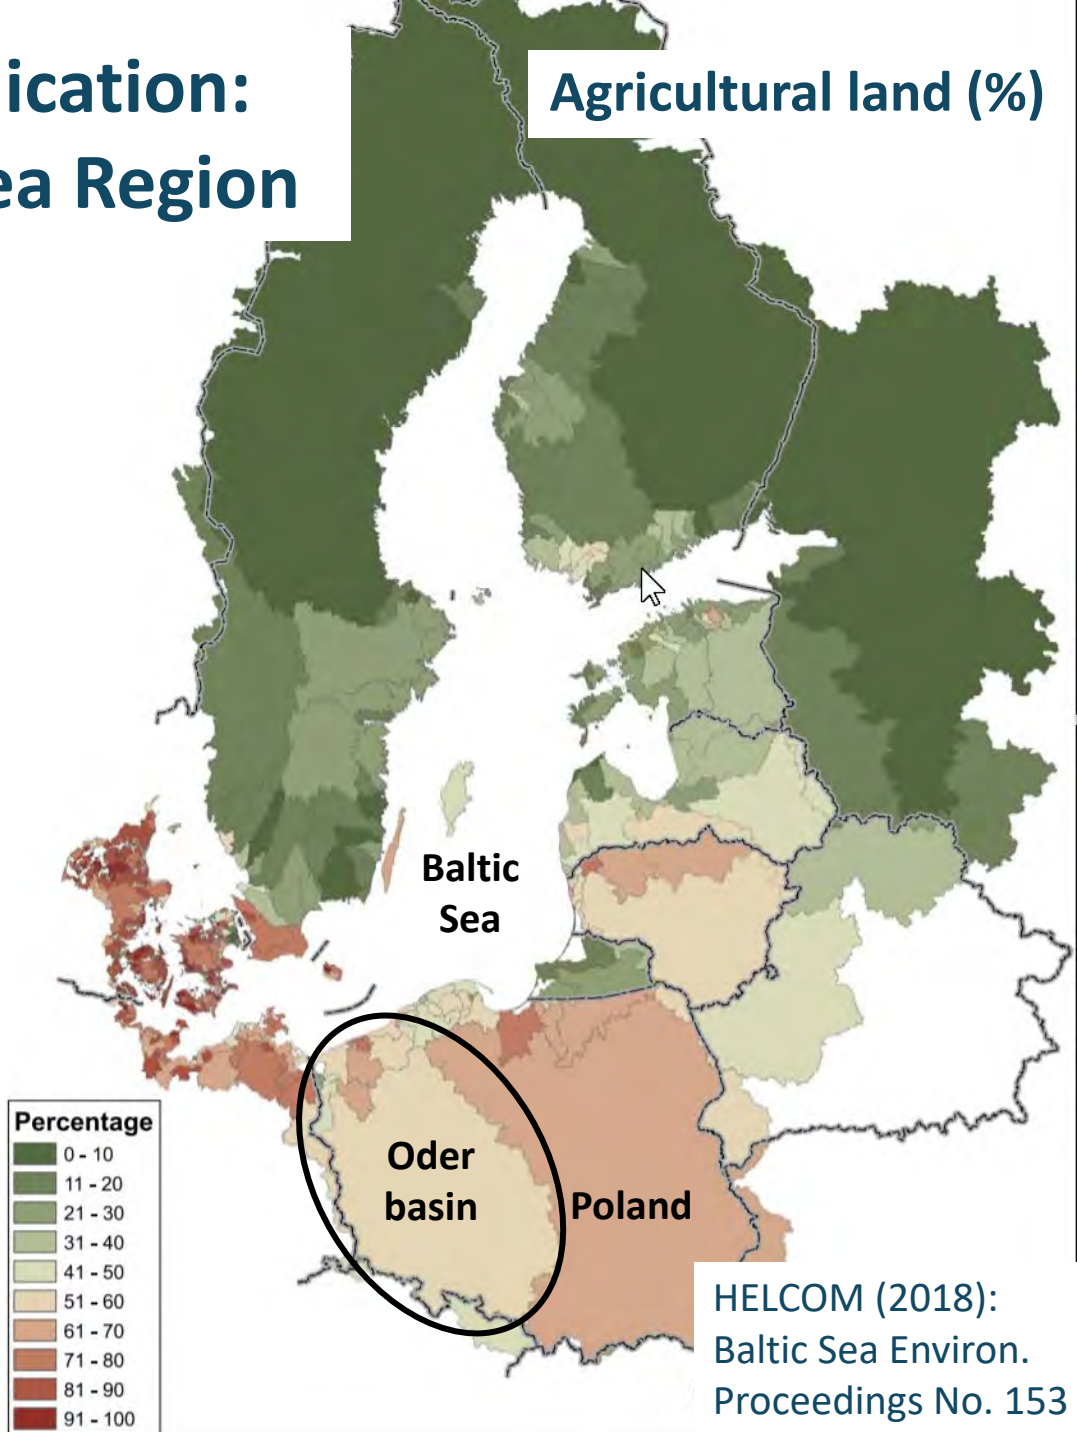 ication:
ea Region
Agricultural land (%)
Baltic
Sea
Oder
basin
Poland
Percentage
0 - 10
11 - 20
21 - 30
31 - 40
41 - 50
51 - 60
61 - 70
71 - 80
81 - 90
91 - 100
HELCOM (2018):
Baltic Sea Environ.
Proceedings No. 153